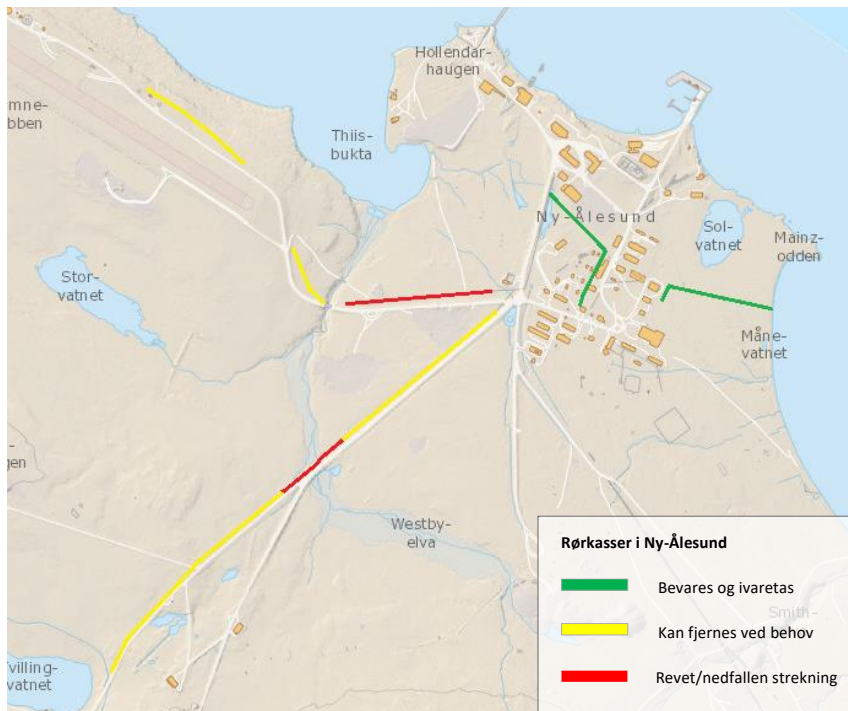 Hollendar-
haugen
mne-
bben
Thiis-
bukta
Ny-Ålesund
Sol-
vatnet
Mainz-
odden
Stor-
vatnet
Måne-
vatnet
-
gen
Westby-
elva
villing-
vatnet
Smith-
Rørkasser i Ny-Ålesund
Bevares og ivaretas
Kan fjernes ved behov
Revet/nedfallen strekning